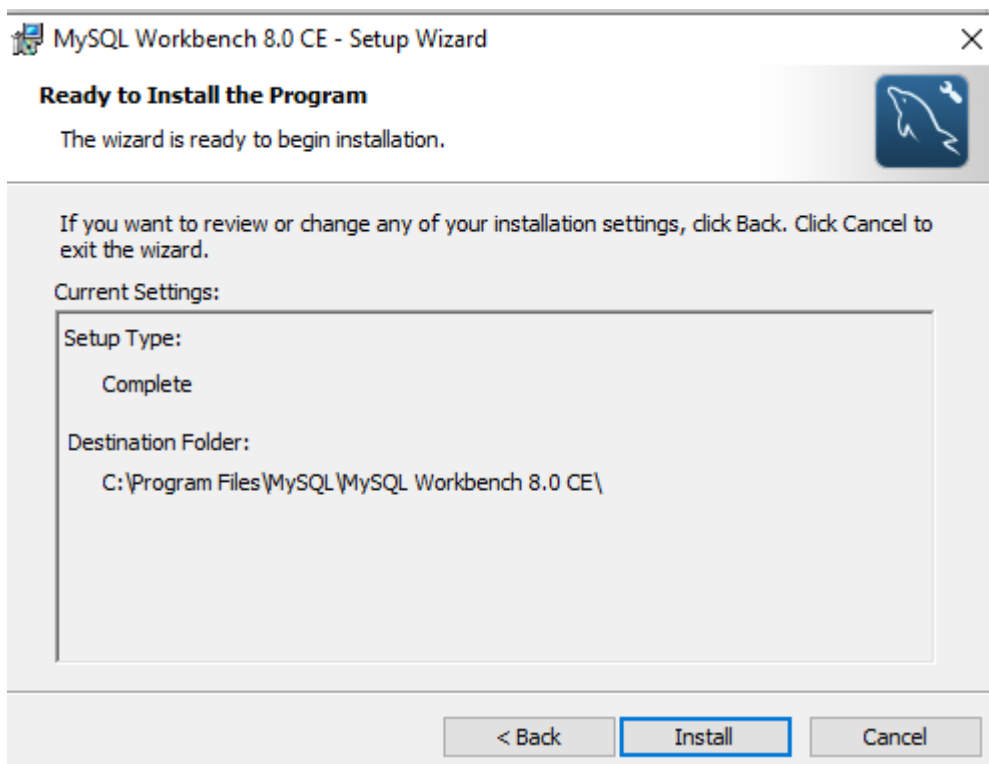 MySQL Workbench 8.0 CE - Setup Wizard
Ready to Install the Program
The wizard is ready to begin installation.
If you want to review or change any of your installation settings, click Back. Click Cancel to
exit the wizard.
Current Settings:
Setup Type:
Complete
Destination Folder:
C:\Program Files\MySQL\MySQL Workbench 8.0 CE\
< Back
Install
Cancel